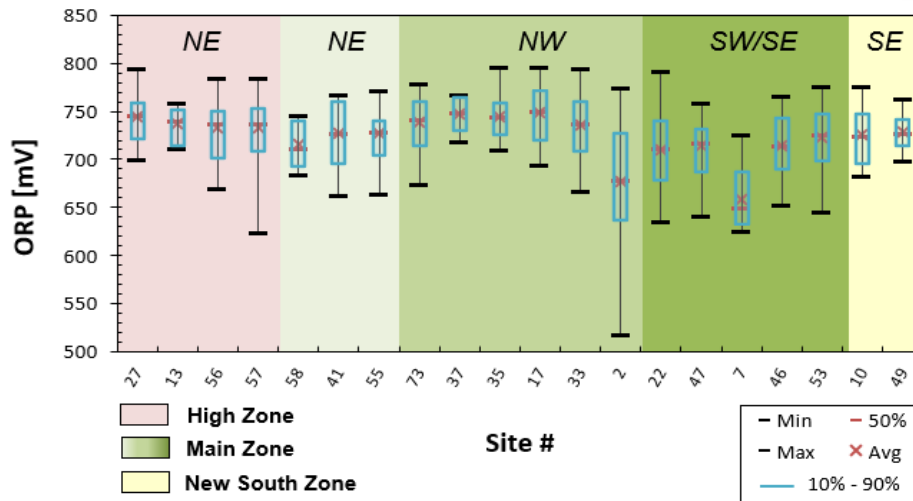 850
800
750
700
650
600
550
500
ORP [mV]
NE NE NW SW/SE SE
27 13 56 57 58 41 55 73 37 35 17 33 2 22 47 7 46 53 10 49
Site #
High Zone
Main Zone
New South Zone
Min 50%
Max Avg
10% - 90%